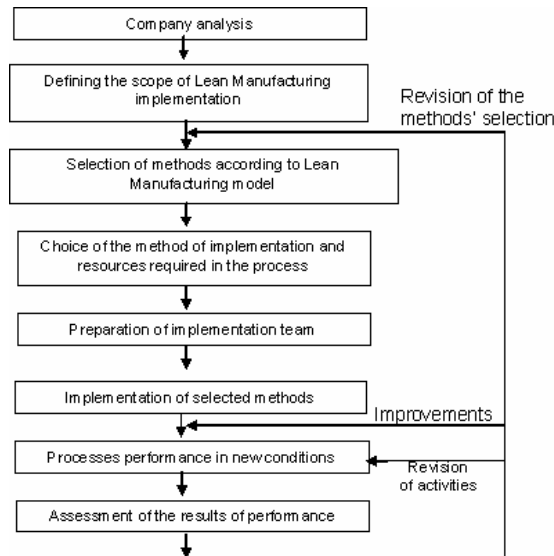 Company analysis
Defining the scope of Lean Manufacturing
implementation
Revision of the
methods' selection
Selection of methods according to Lean
Manufacturing model
Choice of the method of implementation and
resources required in the process
Preparation of implementation team
Implementation of selected methods
Improvements
Processes performance in new conditions
Revision
of activities
Assessment of the results of performance